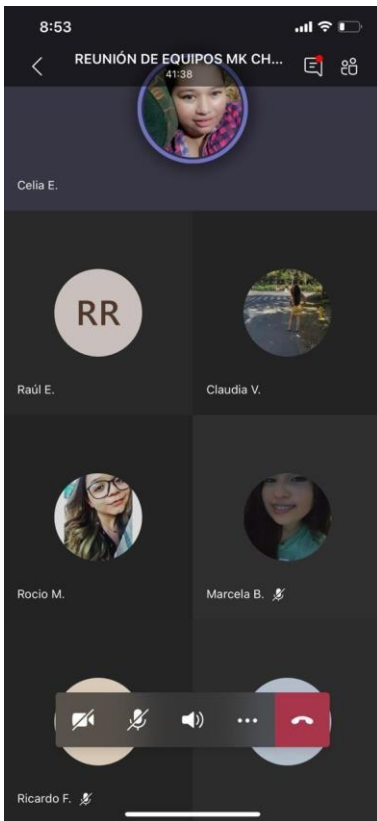 8:53
REUNIÓN DE EQUIPOS MK CH...
41:38
Celia E.
RR
Raúl E.
Claudia V.
Rocio M.
Marcela B.
Ricardo F.